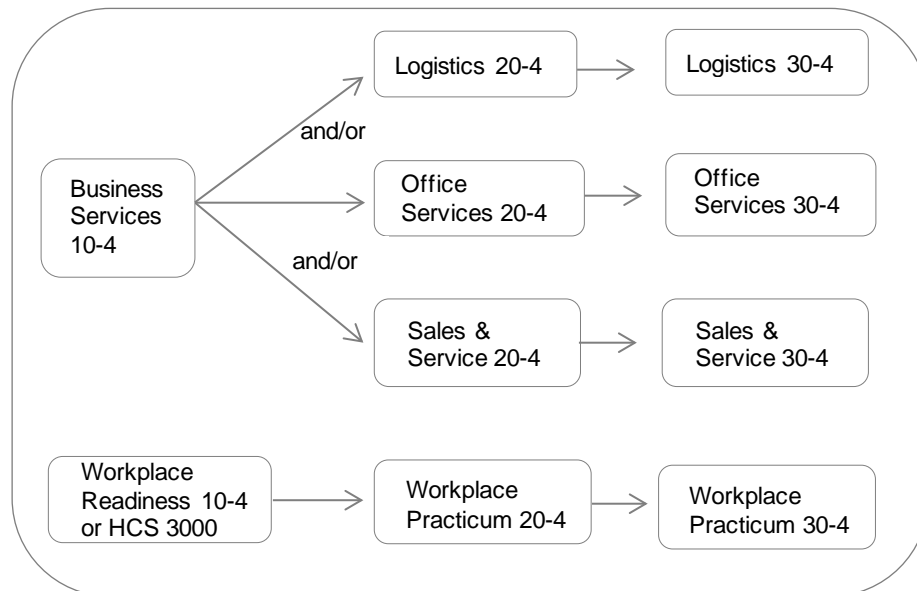 Logistics 20-4
Logistics 30-4
and/or
Business
Services
10-4
Office
Services 20-4
Office
Services 30-4
and/or
Sales &
Service 20-4
Sales &
Service 30-4
Workplace
Readiness 10-4
or HCS 3000
Workplace
Practicum 20-4
Workplace
Practicum 30-4